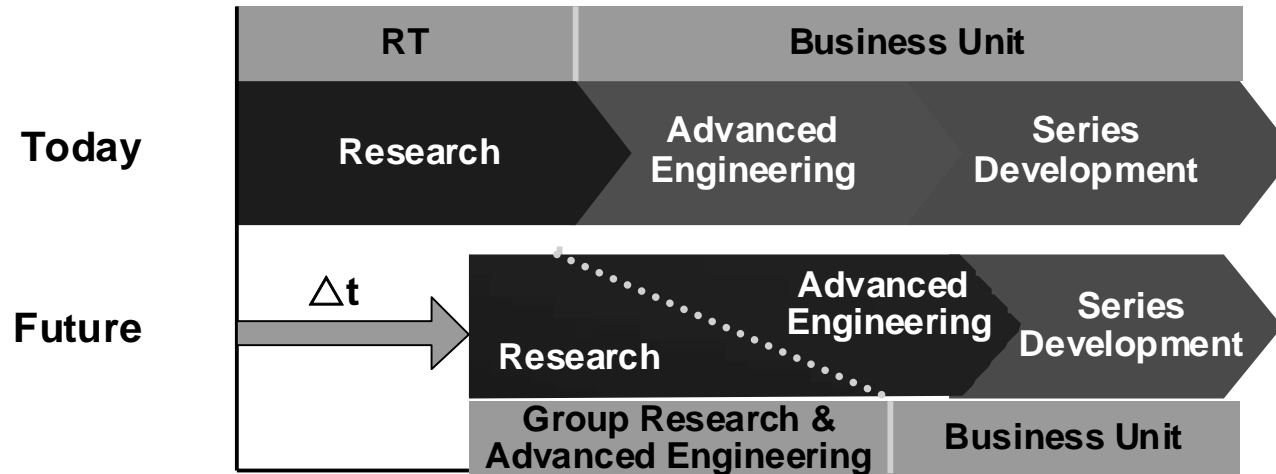 RT
Business Unit
Today
Research
Advanced
Engineering
Series
Development
Future
△t
Research
Advanced
Engineering
Series
Development
Group Research &
Advanced Engineering
Business Unit